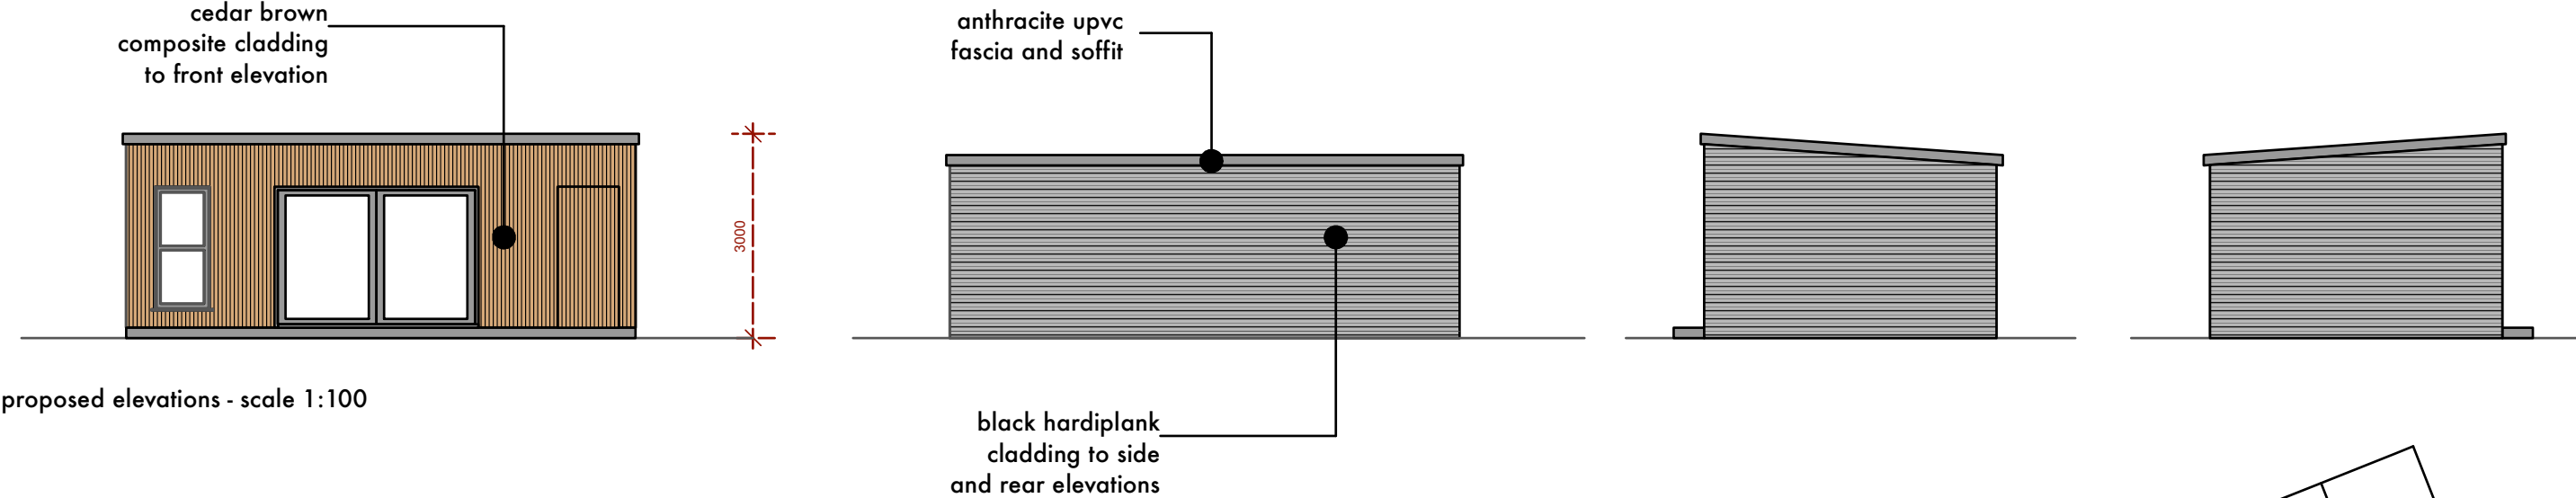 cedar brown
composite cladding
to front elevation
anthracite upvc
fascia and soffit
3000
proposed elevations - scale 1:100
black hardiplank
cladding to side
and rear elevations